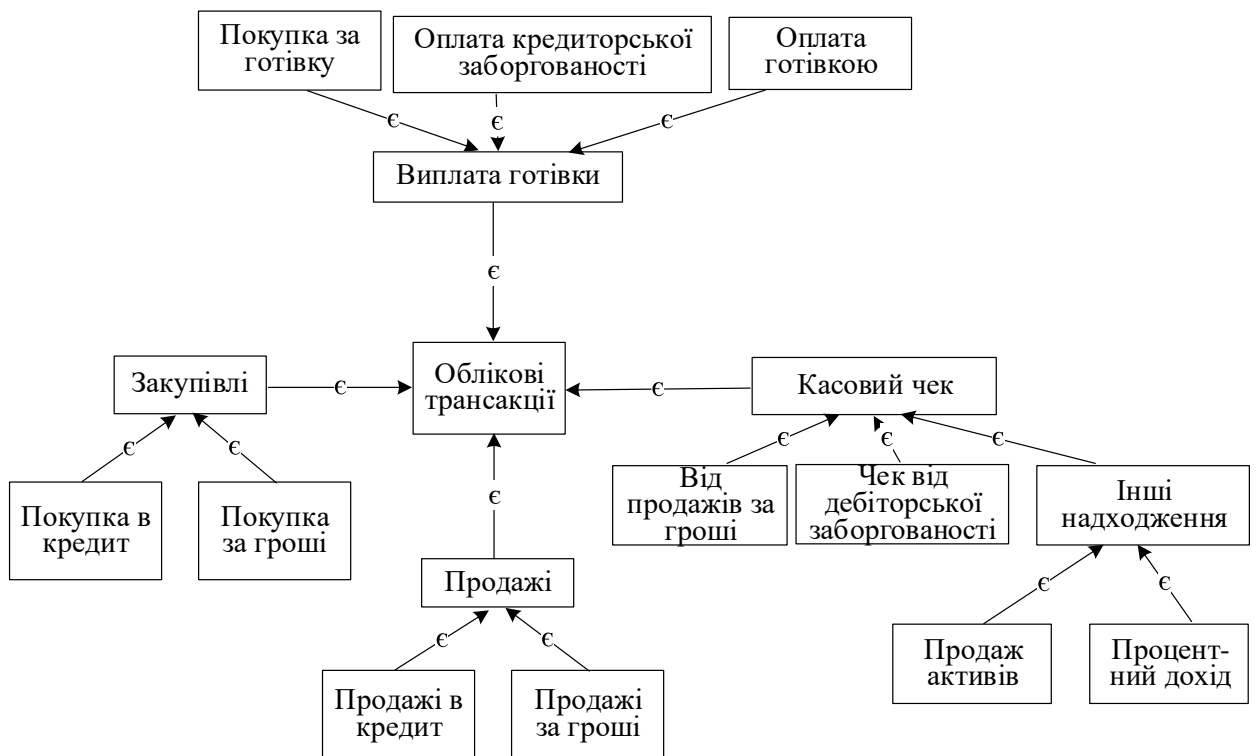 Покупка за
готівку
Оплата кредиторської
заборгованості
Оплата
готівкою
є
є
є
Виплата готівки
є
Закупівлі
є
Облікові
трансакції
є
Касовий чек
є
є
є
є
є
є
Покупка в
кредит
Покупка
за гроші
Від
продажів за
гроші
Чек від
дебіторської
заборгованості
Інші
надходження
Продажі
є
є
є
є
Продажі в
кредит
Продажі
за гроші
Продаж
активів
Процент-
ний дохід